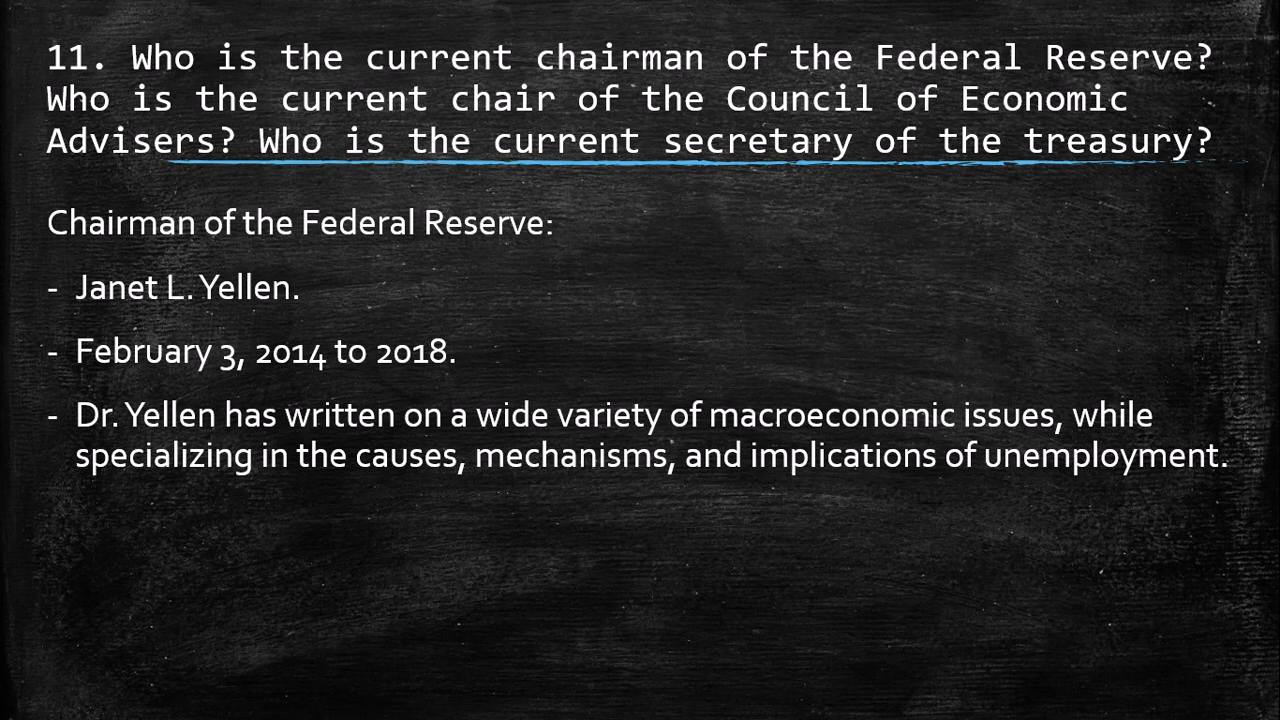 11. Who is the current chairman of the Federal Reserve?
Who is the current chair of the Council of Economic
Advisers? Who is the current secretary of the treasury?
Chairman of the Federal Reserve:
- Janet L. Yellen.
- February 3, 2014 to 2018.
- Dr. Yellen has written on a wide variety of macroeconomic issues, while
specializing in the causes, mechanisms, and implications of unemployment.